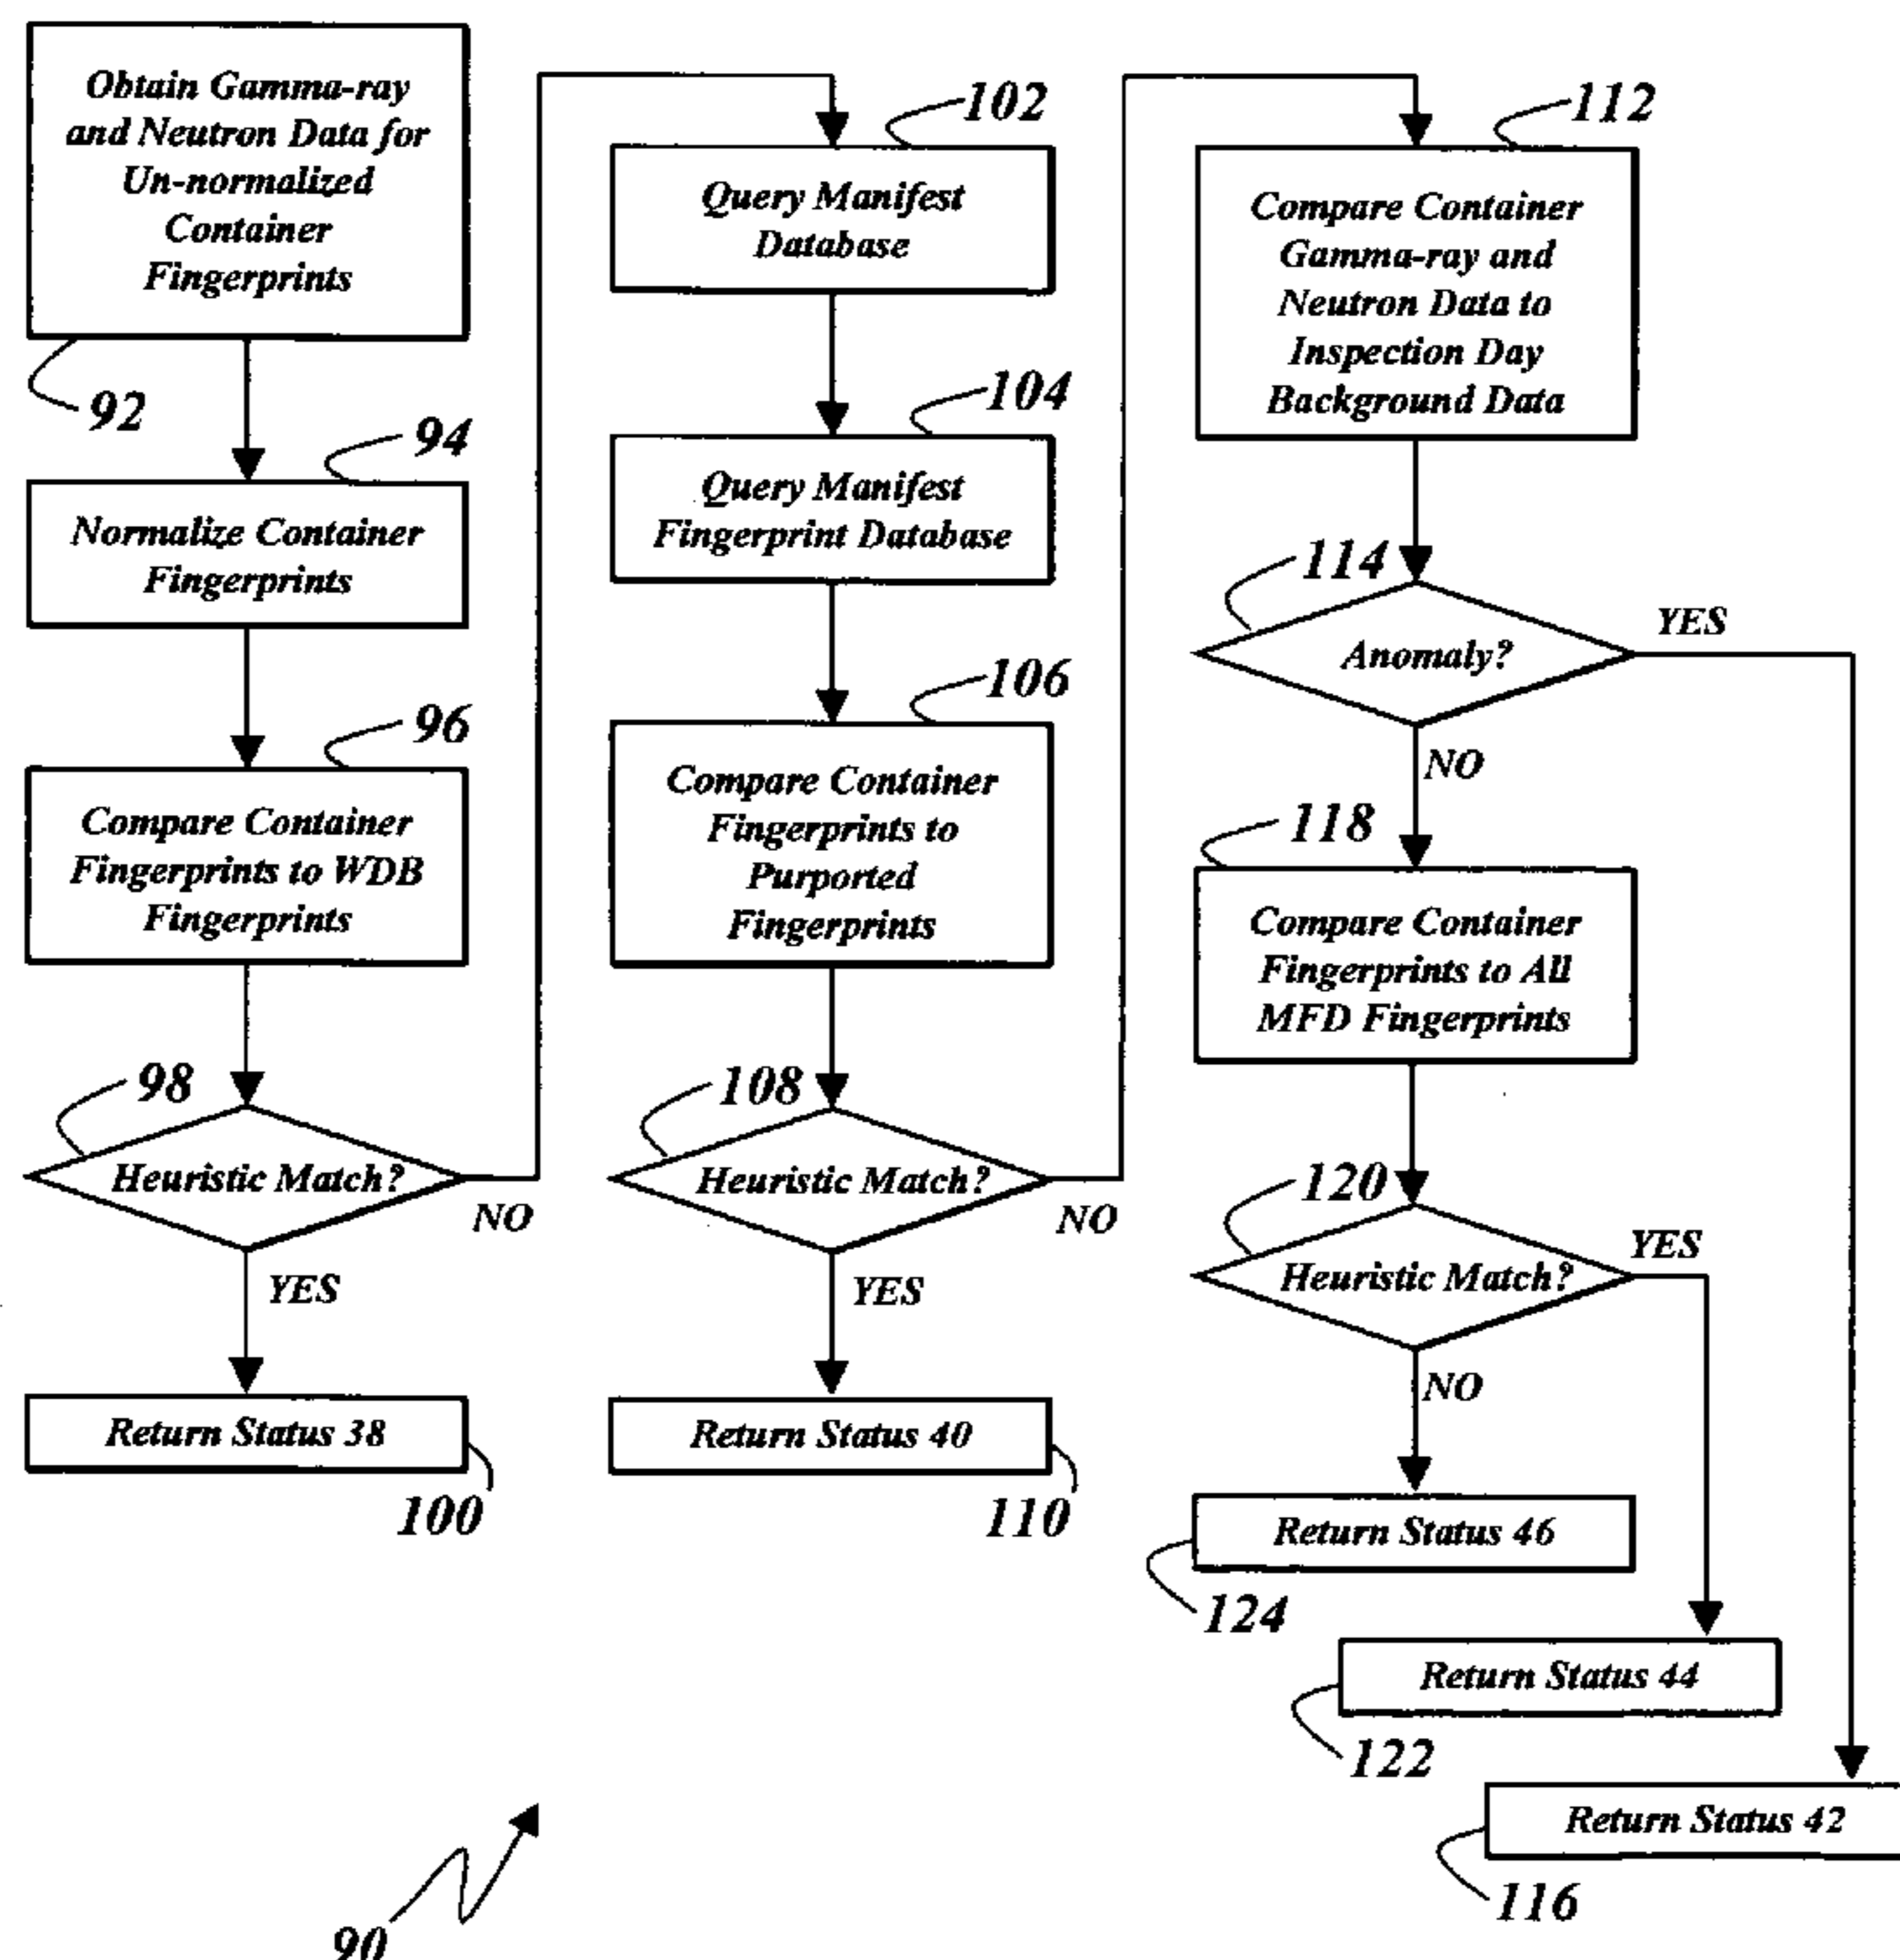 Obtain Gamma-ray
and Neutron Data for
Un-normalized
Container
Fingerprints
92
94
Normalize Container
Fingerprints
96
Compare Container
Fingerprints to WDB
Fingerprints
98
Heuristic Match?
NO
YES
Return Status 38
100
102
Query Manifest
Database
104
Query Manifest
Fingerprint Database
106
Compare Container
Fingerprints to
Purported
Fingerprints
108
Heuristic Match?
NO
YES
Return Status 40
110
112
Compare Container
Gamma-ray and
Neutron Data to
Inspection Day
Background Data
114
Anomaly?
YES
NO
118
Compare Container
Fingerprints to All
MFD Fingerprints
120
Heuristic Match?
YES
NO
Return Status 46
124
Return Status 44
122
Return Status 42
116
90